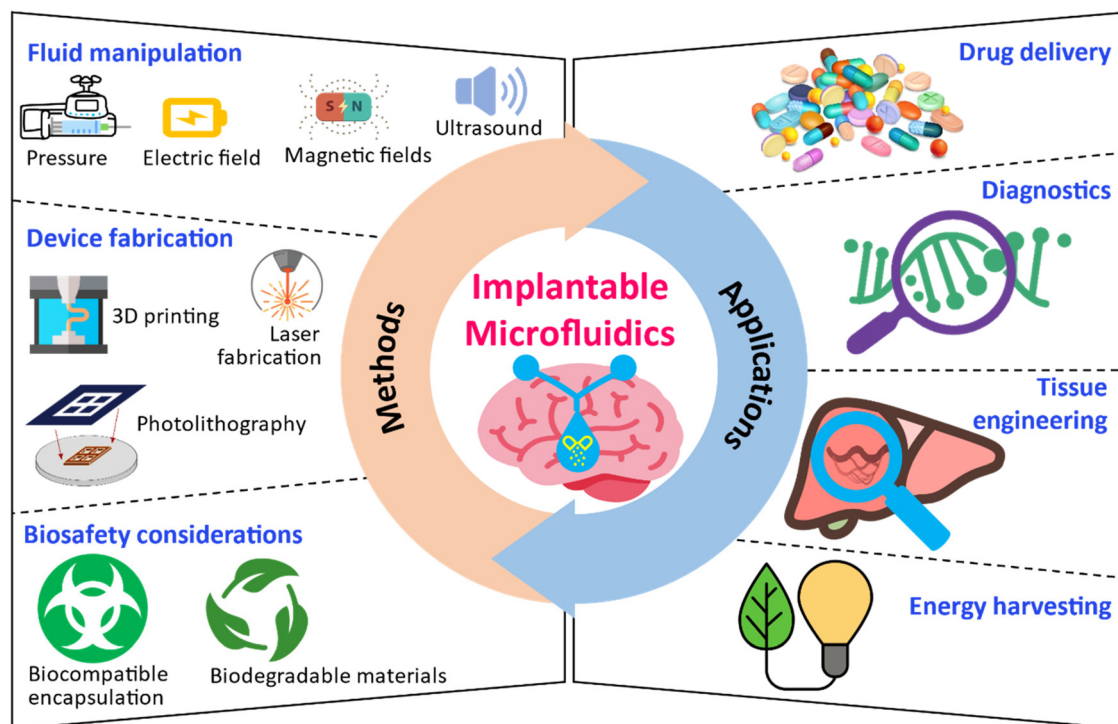 Fluid manipulation
Pressure
Electric field
S N
Magnetic fields
Ultrasound
Device fabrication
3D printing
Laser
fabrication
Photolithography
Biosafety considerations
Biocompatible
encapsulation
Biodegradable materials
Methods
Implantable
Microfluidics
Applications
Drug delivery
Diagnostics
Tissue
engineering
Energy harvesting